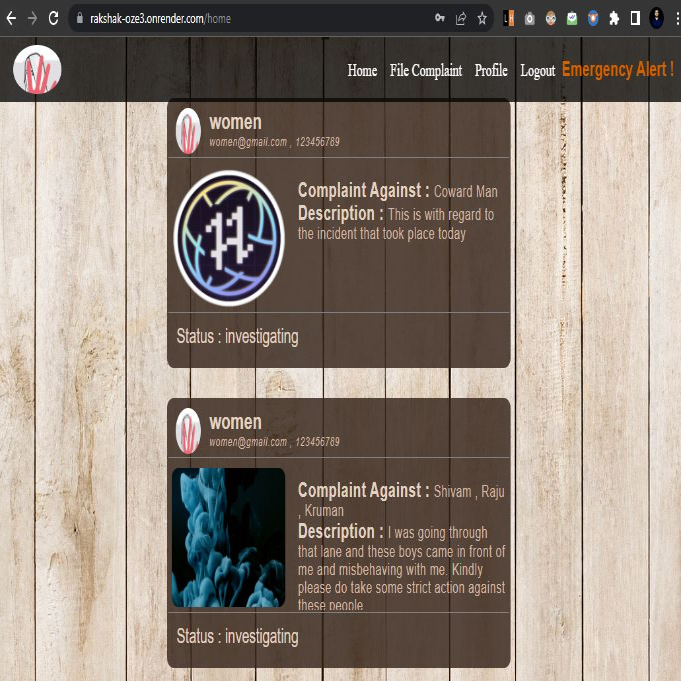 rakshak-oze3.onrender.com/home
Home File Complaint Profile Logout Emergency Alert !
women
women@gmail.com , 123456789
Complaint Against : Coward Man
Description : This is with regard to
the incident that took place today
Status : investigating
women
women@gmail.com , 123456789
Complaint Against : Shivam , Raju
, Kruman
Description : I was going through
that lane and these boys came in front of
me and misbehaving with me. Kindly
please do take some strict action against
these people
Status : investigating